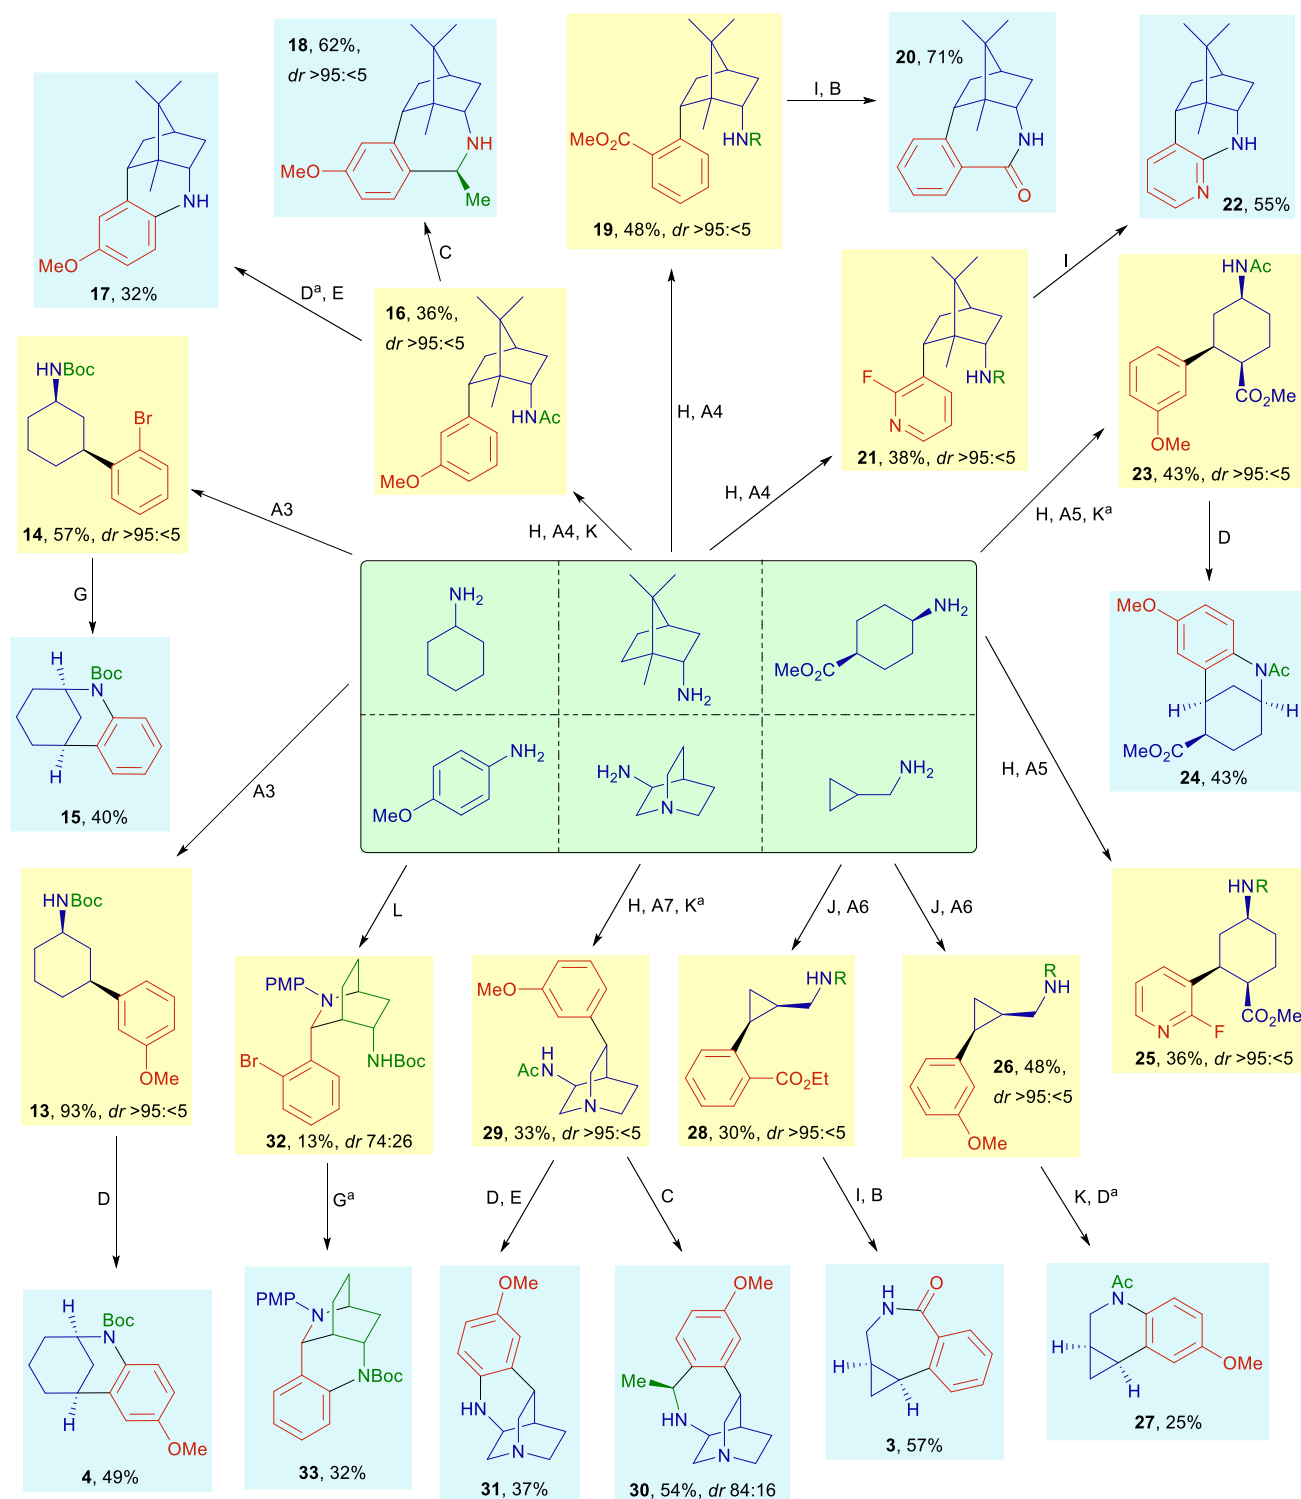 18, 62%,
dr >95:<5
NH
MeO
Me
CO2Me
HNR
19, 48%, dr >95:<5
I, B
20, 71%
NH
O
NH
N
22, 55%
NH
MeO
17, 32%
C
Dᵃ, E
16, 36%,
dr >95:<5
HNAc
MeO
H, A4
I
F
N
HNR
21, 38%, dr >95:<5
HNAc
CO2Me
OMe
23, 43%, dr >95:<5
HNBoc
Br
14, 57%, dr >95:<5
A3
H, A4, K
H, A4
H, A5, Kᵃ
D
G
H
Boc
N
H
15, 40%
NH2
NH2
NH2
MeO2C
NH2
MeO
H2N
N
NH2
MeO
N
Ac
H
H
MeO2C
24, 43%
A3
H, A5
L
H, A7, Kᵃ
J, A6
J, A6
HNBoc
OMe
13, 93%, dr >95:<5
PMP
N
Br
NHBoc
32, 13%, dr 74:26
MeO
H
N
Ac
N
29, 33%, dr >95:<5
HNR
CO2Et
28, 30%, dr >95:<5
R
NH
26, 48%,
dr >95:<5
OMe
HNR
N
F
CO2Me
25, 36%, dr >95:<5
D
Gᵃ
D, E
C
I, B
K, Dᵃ
H
Boc
N
H
OMe
4, 49%
PMP
N
NBoc
33, 32%
OMe
HN
N
31, 37%
OMe
Me
HN
N
30, 54%, dr 84:16
H
N
O
H
H
3, 57%
Ac
N
H
H
OMe
27, 25%